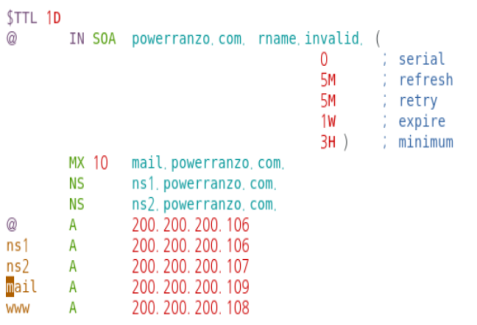 $TTL 1D
@ IN SOA powerranzo.com. rname.invalid. (
0 ; serial
5M ; refresh
5M ; retry
1W ; expire
3H ) ; minimum
MX 10 mail.powerranzo.com.
NS ns1.powerranzo.com.
NS ns2.powerranzo.com.
@ A 200.200.200.106
ns1 A 200.200.200.106
ns2 A 200.200.200.107
mail A 200.200.200.109
www A 200.200.200.108